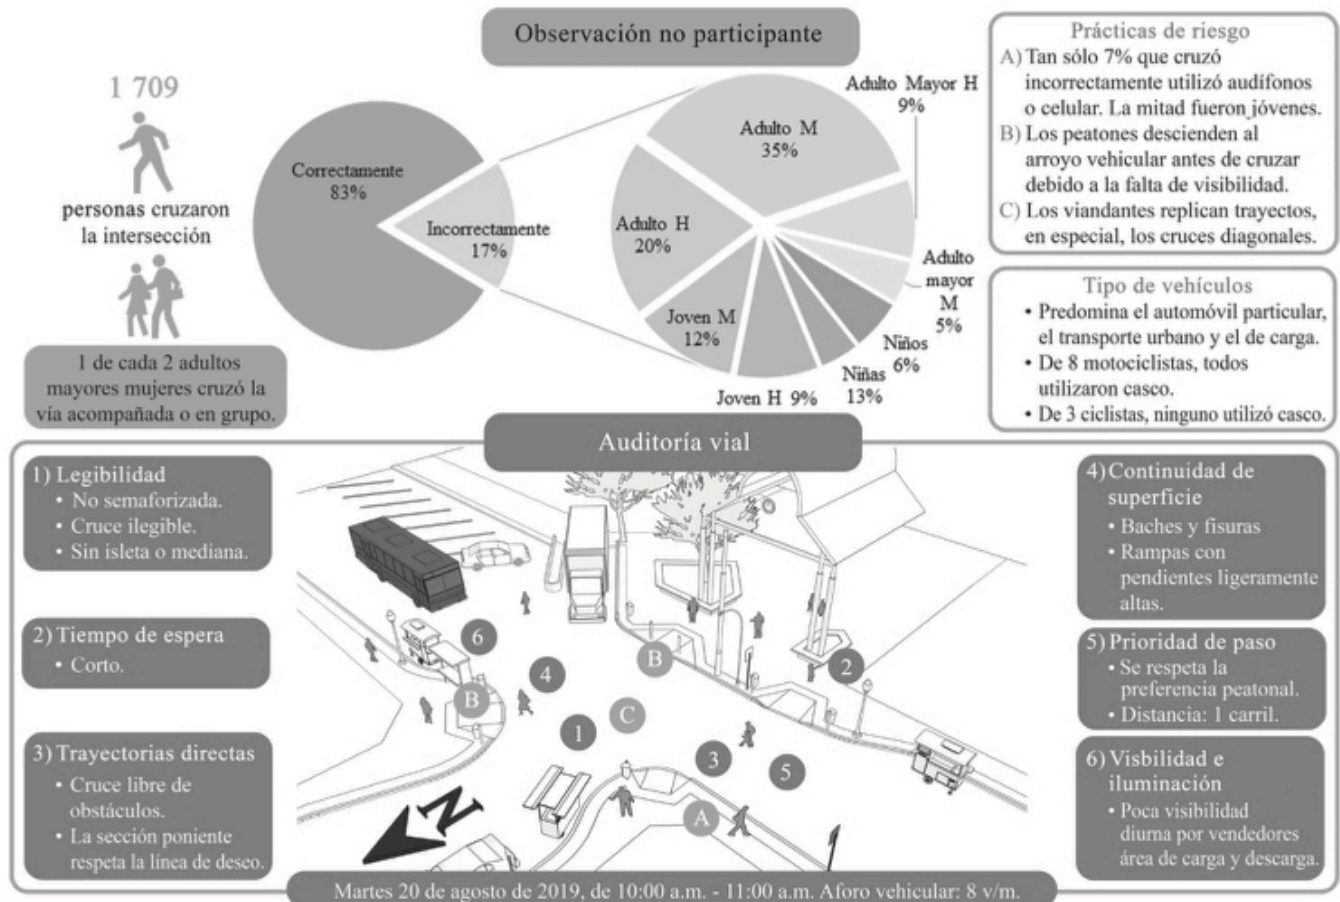 Observación no participante
1 709
personas cruzaron
la intersección
1 de cada 2 adultos
mayores mujeres cruzó la
vía acompañada o en grupo.
Correctamente
83%
Incorrectamente
17%
Adulto M
35%
Adulto Mayor H
9%
Adulto H
20%
Adulto
mayor
M
5%
Joven M
12%
Niños
6%
Niñas
13%
Joven H 9%
Prácticas de riesgo
A) Tan sólo 7% que cruzó
incorrectamente utilizó audífonos
o celular. La mitad fueron jóvenes.
B) Los peatones descienden al
arroyo vehicular antes de cruzar
debido a la falta de visibilidad.
C) Los viandantes replican trayectos,
en especial, los cruces diagonales.
Tipo de vehículos
• Predomina el automóvil particular,
el transporte urbano y el de carga.
• De 8 motociclistas, todos
utilizaron casco.
• De 3 ciclistas, ninguno utilizó casco.
Auditoría vial
1) Legibilidad
• No semaforizada.
• Cruce ilegible.
• Sin isleta o mediana.
2) Tiempo de espera
• Corto.
3) Trayectorias directas
• Cruce libre de
obstáculos.
• La sección poniente
respeta la línea de deseo.
6
B
4
B
2
C
1
3
5
A
N
4) Continuidad de
superficie
• Baches y fisuras
• Rampas con
pendientes ligeramente
altas.
5) Prioridad de paso
• Se respeta la
preferencia peatonal.
• Distancia: 1 carril.
6) Visbilidad e
iluminación
• Poca visibilidad
diurna por vendedores
área de carga y descarga.
Martes 20 de agosto de 2019, de 10:00 a.m. - 11:00 a.m. Aforo vehicular: 8 v/m.